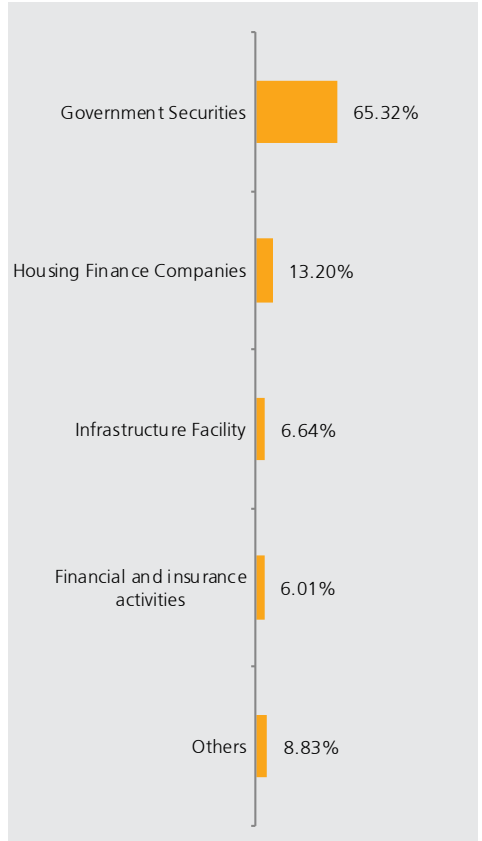 Government Securities 65.32%
Housing Finance Companies 13.20%
Infrastructure Facility 6.64%
Financial and insurance
activities 6.01%
Others 8.83%